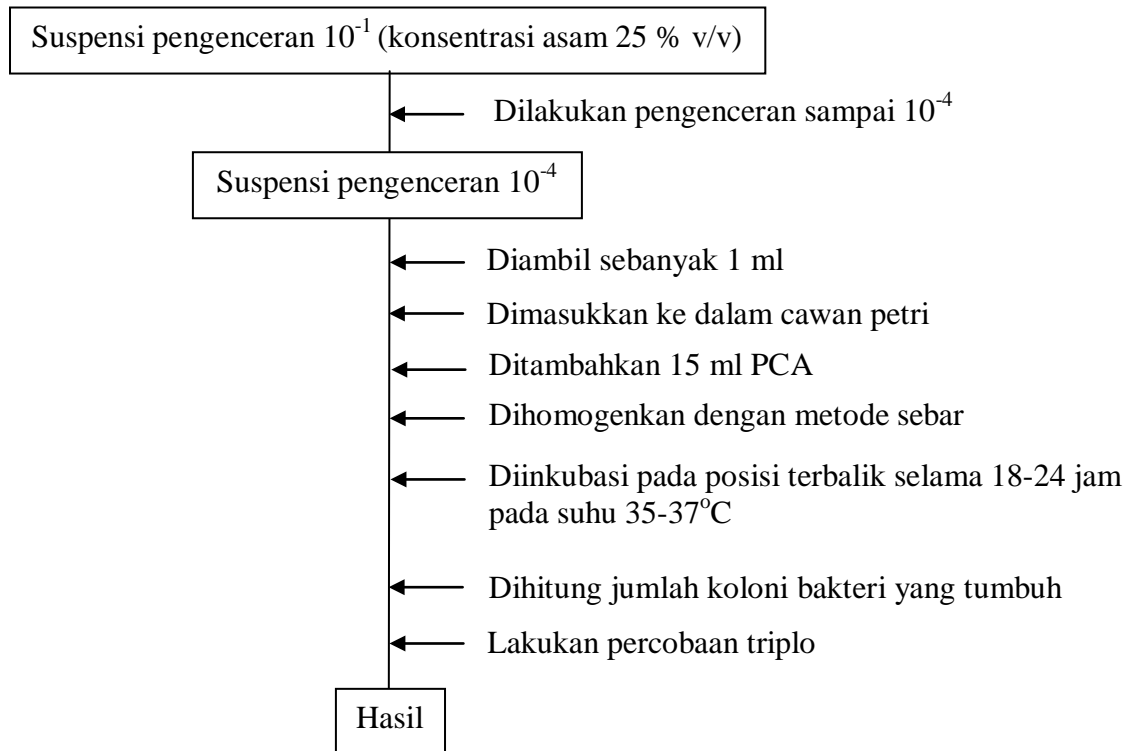 Suspensi pengenceran 10⁻¹ (konsentrasi asam 25 % v/v)
Dilakukan pengenceran sampai 10⁻⁴
Suspensi pengenceran 10⁻⁴
Diambil sebanyak 1 ml
Dimasukkan ke dalam cawan petri
Ditambahkan 15 ml PCA
Dihomogenkan dengan metode sebar
Diinkubasi pada posisi terbalik selama 18-24 jam
pada suhu 35-37°C
Dihitung jumlah koloni bakteri yang tumbuh
Lakukan percobaan triplo
Hasil